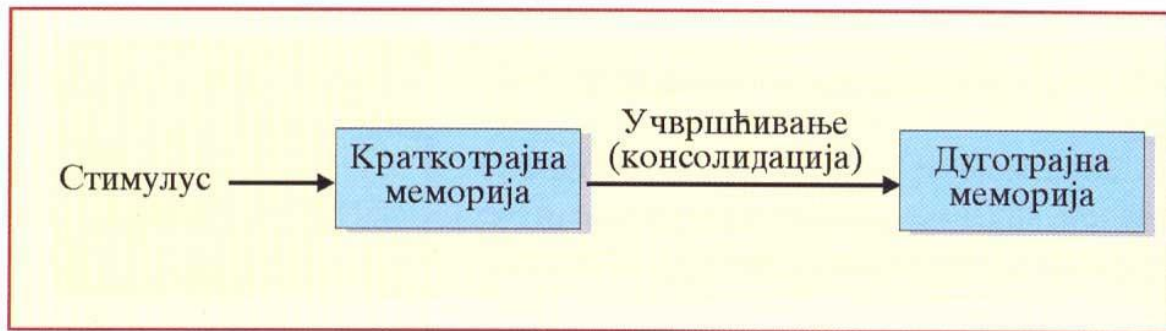 Стимулус
Краткотрајна
меморија
Учвршћивање
(консолидација)
Дуготрајна
меморија